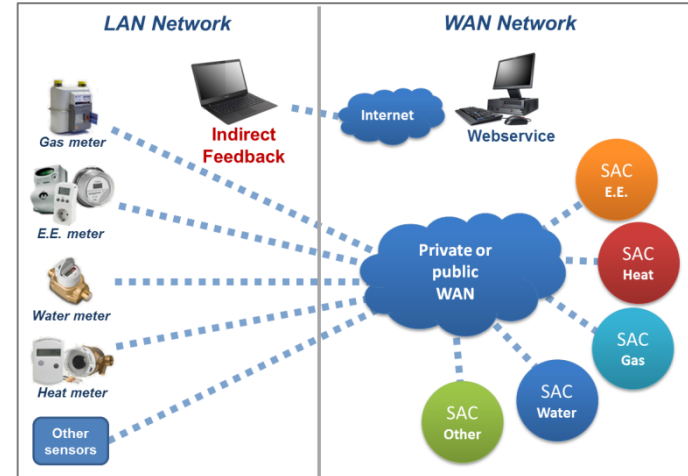 LAN Network
WAN Network
Gas meter
Indirect
Feedback
Internet
Webservice
E.E. meter
Water meter
Heat meter
Other
sensors
Private or
public
WAN
SAC
E.E.
SAC
Heat
SAC
Gas
SAC
Water
SAC
Other